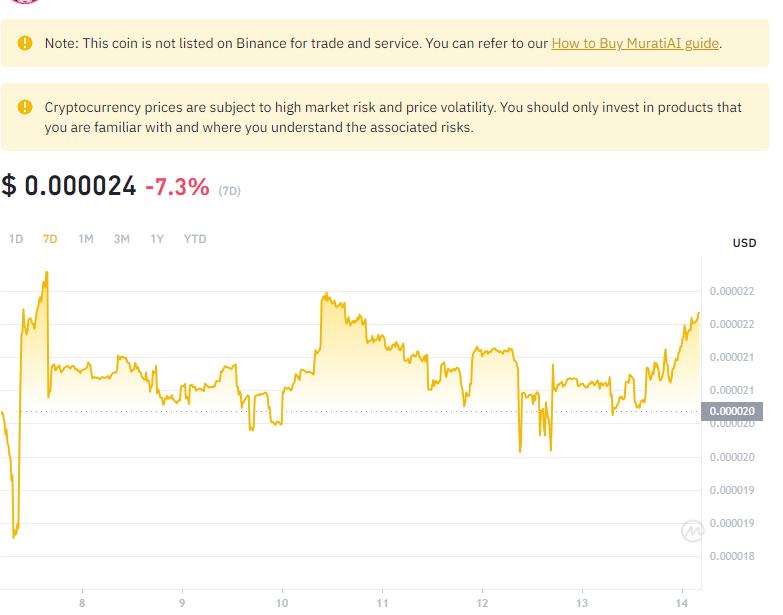 Note: This coin is not listed on Binance for trade and service. You can refer to our How to Buy MuratiAI guide.
Cryptocurrency prices are subject to high market risk and price volatility. You should only invest in products that
you are familiar with and where you understand the associated risks.
$ 0.000024 -7.3% (7D)
1D 7D 1M 3M 1Y YTD
USD
0.000022
0.000022
0.000021
0.000021
0.000020
0.000020
0.000020
0.000019
0.000019
0.000018
8 9 10 11 12 13 14